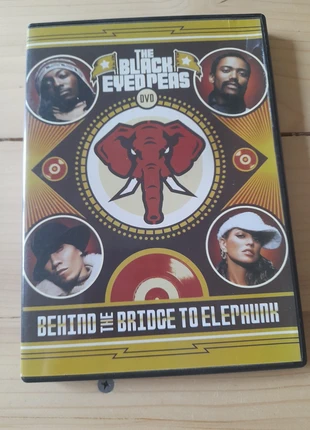 THE
BLACK
EYED PEAS
DVD
BEHIND THE BRIDGE TO ELEPHUNK